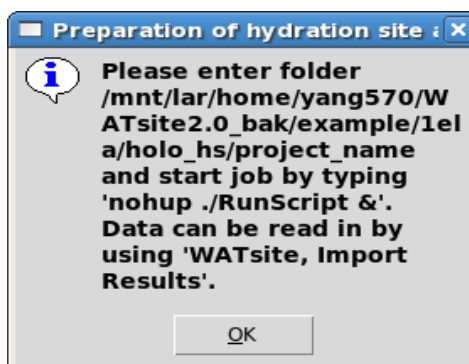 Preparation of hydration site a
Please enter folder
/mnt/lar/home/yang570/W
ATsite2.0_bak/example/1el
a/holo_hs/project_name
and start job by typing
'nohup ./RunScript &'.
Data can be read in by
using 'WATsite, Import
Results'.
OK